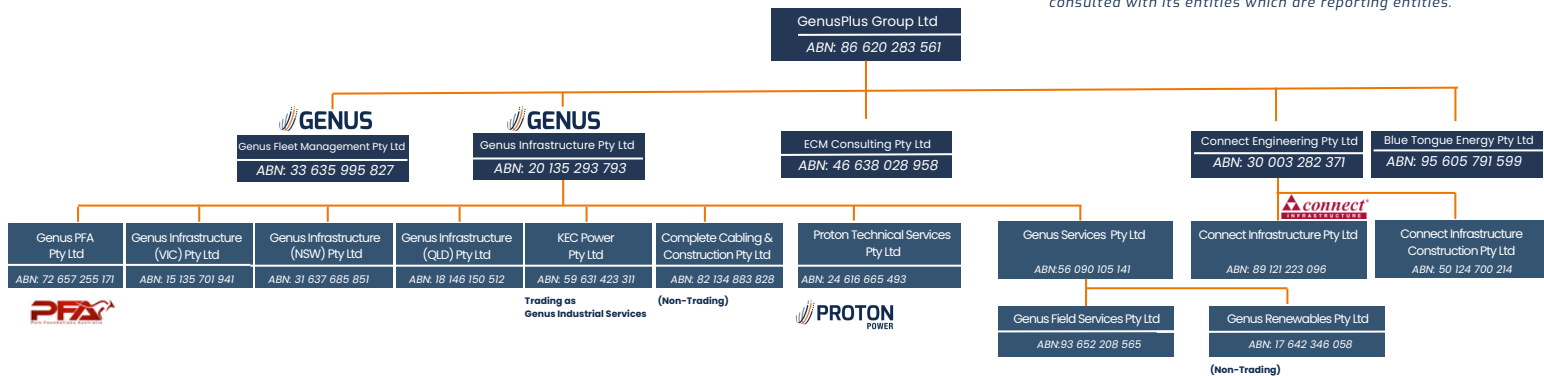 consulted with its entities which are reporting entities.
GenusPlus Group Ltd
ABN: 86 620 283 561
GENUS
Genus Fleet Management Pty Ltd
ABN: 33 635 995 827
GENUS
Genus Infrastructure Pty Ltd
ABN: 20 135 293 793
ECM Consulting Pty Ltd
ABN: 46 638 028 958
Connect Engineering Pty Ltd
ABN: 30 003 282 371
Blue Tongue Energy Pty Ltd
ABN: 95 605 791 599
Genus PFA
Pty Ltd
ABN: 72 657 255 171
PFA
Pole Foundations Australia
Genus Infrastructure
(VIC) Pty Ltd
ABN: 15 135 701 941
Genus Infrastructure
(NSW) Pty Ltd
ABN: 31 637 685 851
Genus Infrastructure
(QLD) Pty Ltd
ABN: 18 146 150 512
KEC Power
Pty Ltd
ABN: 59 631 423 311
Trading as
Genus Industrial Services
Complete Cabling &
Construction Pty Ltd
ABN: 82 134 883 828
(Non-Trading)
Proton Technical Services
Pty Ltd
ABN: 24 616 665 493
PROTON
POWER
Genus Services Pty Ltd
ABN:56 090 105 141
connect
INFRASTRUCTURE
Connect Infrastructure Pty Ltd
ABN: 89 121 223 096
Connect Infrastructure
Construction Pty Ltd
ABN: 50 124 700 214
Genus Field Services Pty Ltd
ABN:93 652 208 565
Genus Renewables Pty Ltd
ABN: 17 642 346 058
(Non-Trading)